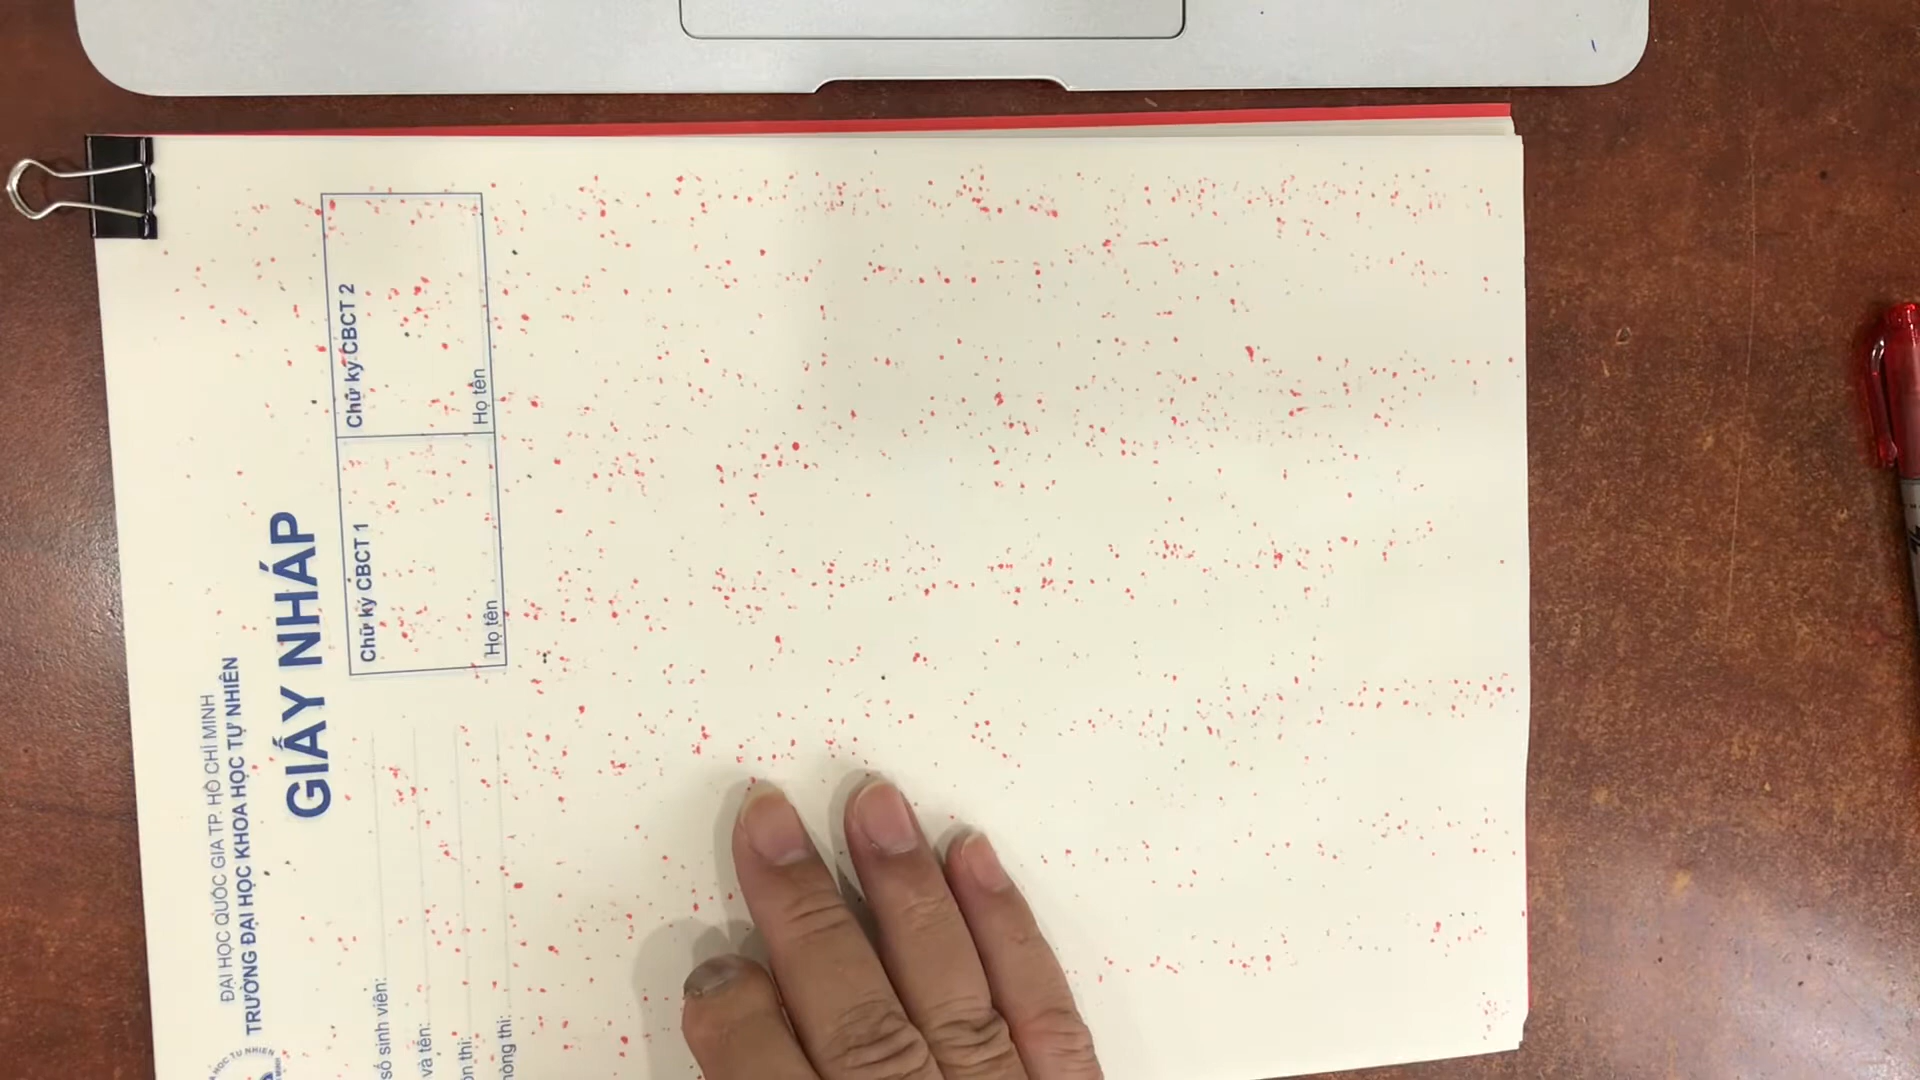 ĐẠI HỌC QUỐC GIA TP. HỒ CHÍ MINH
TRƯỜNG ĐẠI HỌC KHOA HỌC TỰ NHIÊN
GIẤY NHÁP
Chữ ký CBCT 1
Chữ ký CBCT 2
Họ tên
Họ tên
số sinh viên:
và tên:
thi:
thi: